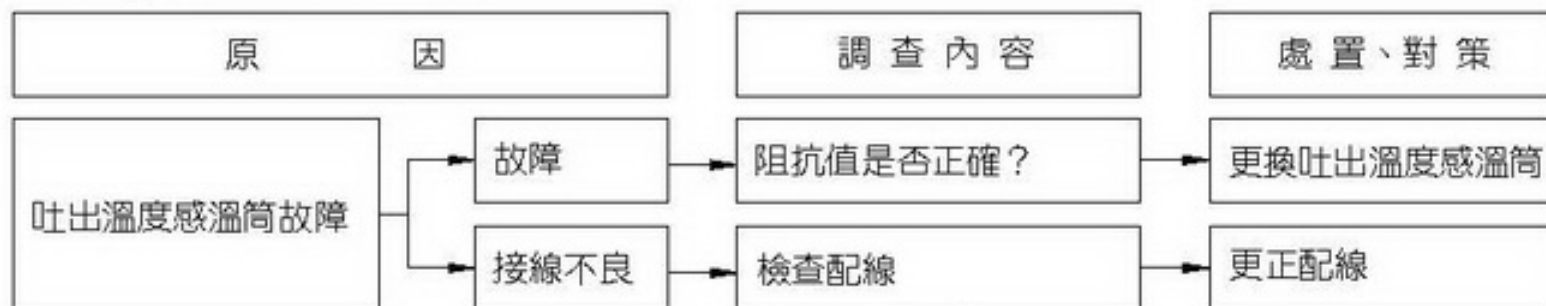 原因
調查內容
處置、對策
吐出溫度感溫筒故障
故障
阻抗值是否正確？
更換吐出溫度感溫筒
接線不良
檢查配線
更正配線